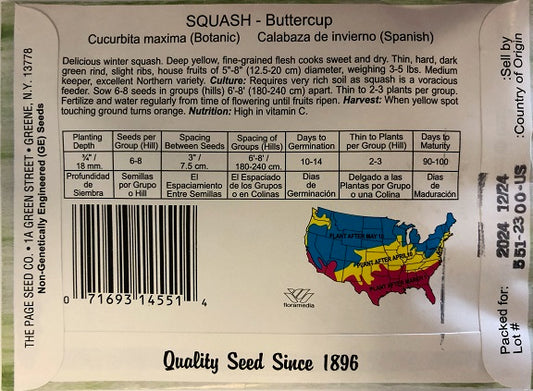 SQUASH - Buttercup
Cucurbita maxima (Botanic) Calabaza de invierno (Spanish)
Delicious winter squash. Deep yellow, fine-grained flesh cooks sweet and dry. Thin, hard, dark
green rind, slight ribs, house fruits of 5"-8" (12.5-20 cm) diameter, weighing 3-5 lbs. Medium
keeper, excellent Northern variety. Culture: Requires very rich soil as squash is a voracious
feeder. Sow 6-8 seeds in groups (hills) 6'-8' (180-240 cm) apart. Thin to 2-3 plants per group.
Fertilize and water regularly from time of flowering until fruits ripen. Harvest: When yellow spot
touching ground turns orange. Nutrition: High in vitamin C.
Planting Depth Seeds per Group (Hill) Spacing Between Seeds Spacing of Groups (Hill) Days to Germination Thin to Plants per Group (Hill) Days to Maturity
¾"/ 18 mm. 6-8 3"/ 7.5 cm. 6'-8'/ 180-240 cm. 10-14 2-3 90-100
Profundidad de Siembra Semillas por Grupo o Hill El Espaciamiento Entre Semillas El Espaciado de los Grupos o en Colinas Dias de Germinación Delgado a las Plantas por Grupo o una Colina Dias de Maduración
PLANT AFTER MAY 10
PLANT AFTER APRIL 10
PLANT AFTER MARCH
0 71693 14551 4
floramedia
Quality Seed Since 1896
THE PAGE SEED CO. • 1A GREEN STREET • GREENE, N.Y. 13778
Non-Genetically Engineered (GE) Seeds
:Sell by
:Country of Origin
Packed for: 2024 12/24
Lot # 551-2300-US